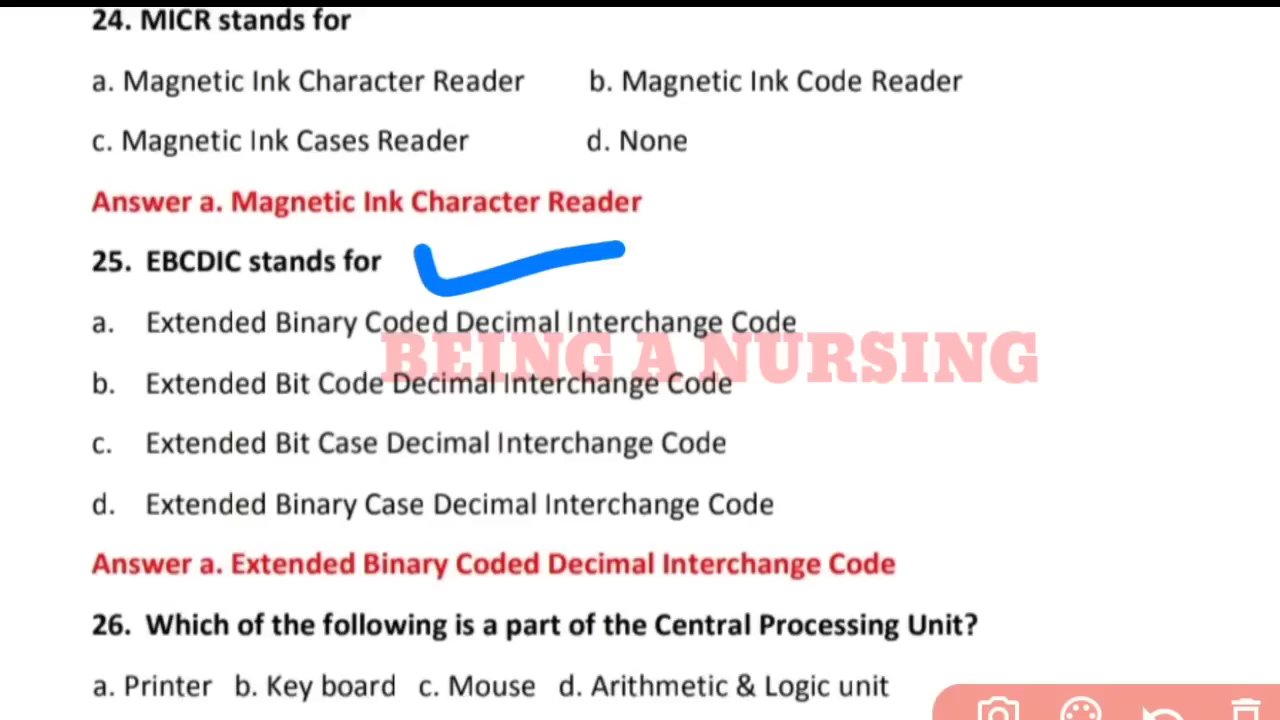 24. MICR stands for
a. Magnetic Ink Character Reader b. Magnetic Ink Code Reader
c. Magnetic Ink Cases Reader d. None
Answer a. Magnetic Ink Character Reader
25. EBCDIC stands for
a. Extended Binary Coded Decimal Interchange Code
BEING A NURSING
b. Extended Bit Code Decimal Interchange Code
c. Extended Bit Case Decimal Interchange Code
d. Extended Binary Case Decimal Interchange Code
Answer a. Extended Binary Coded Decimal Interchange Code
26. Which of the following is a part of the Central Processing Unit?
a. Printer b. Key board c. Mouse d. Arithmetic & Logic unit